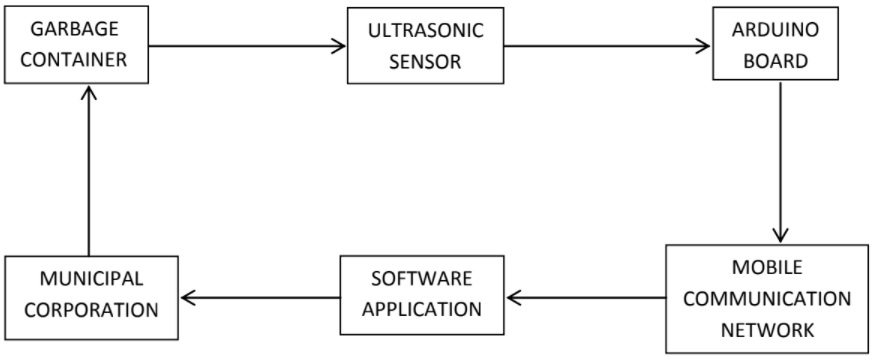 GARBAGE
CONTAINER
ULTRASONIC
SENSOR
ARDUINO
BOARD
MUNICIPAL
CORPORATION
SOFTWARE
APPLICATION
MOBILE
COMMUNICATION
NETWORK